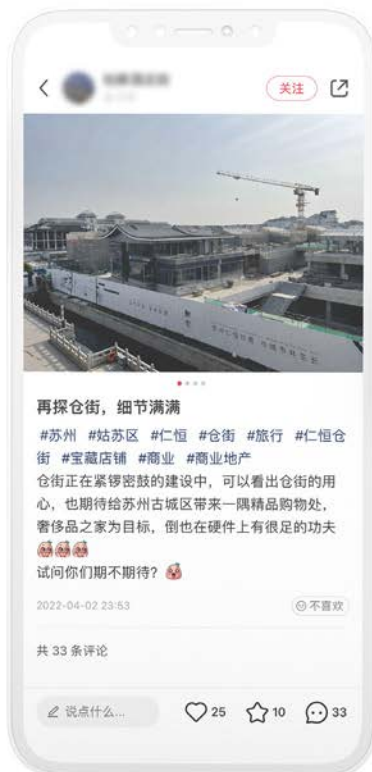 关注
再探仓街，细节满满
#苏州 #姑苏区 #仁恒 #仓街 #旅行 #仁恒仓
街 #宝藏店铺 #商业 #商业地产
仓街正在紧锣密鼓的建设中，可以看出仓街的用
心，也期待给苏州古城区带来一隅精品购物处，
奢侈品之家为目标，倒也在硬件上有很足的功夫
试问你们期不期待？
2022-04-02 23:53
不喜欢
共 33 条评论
说点什么... 25 10 33